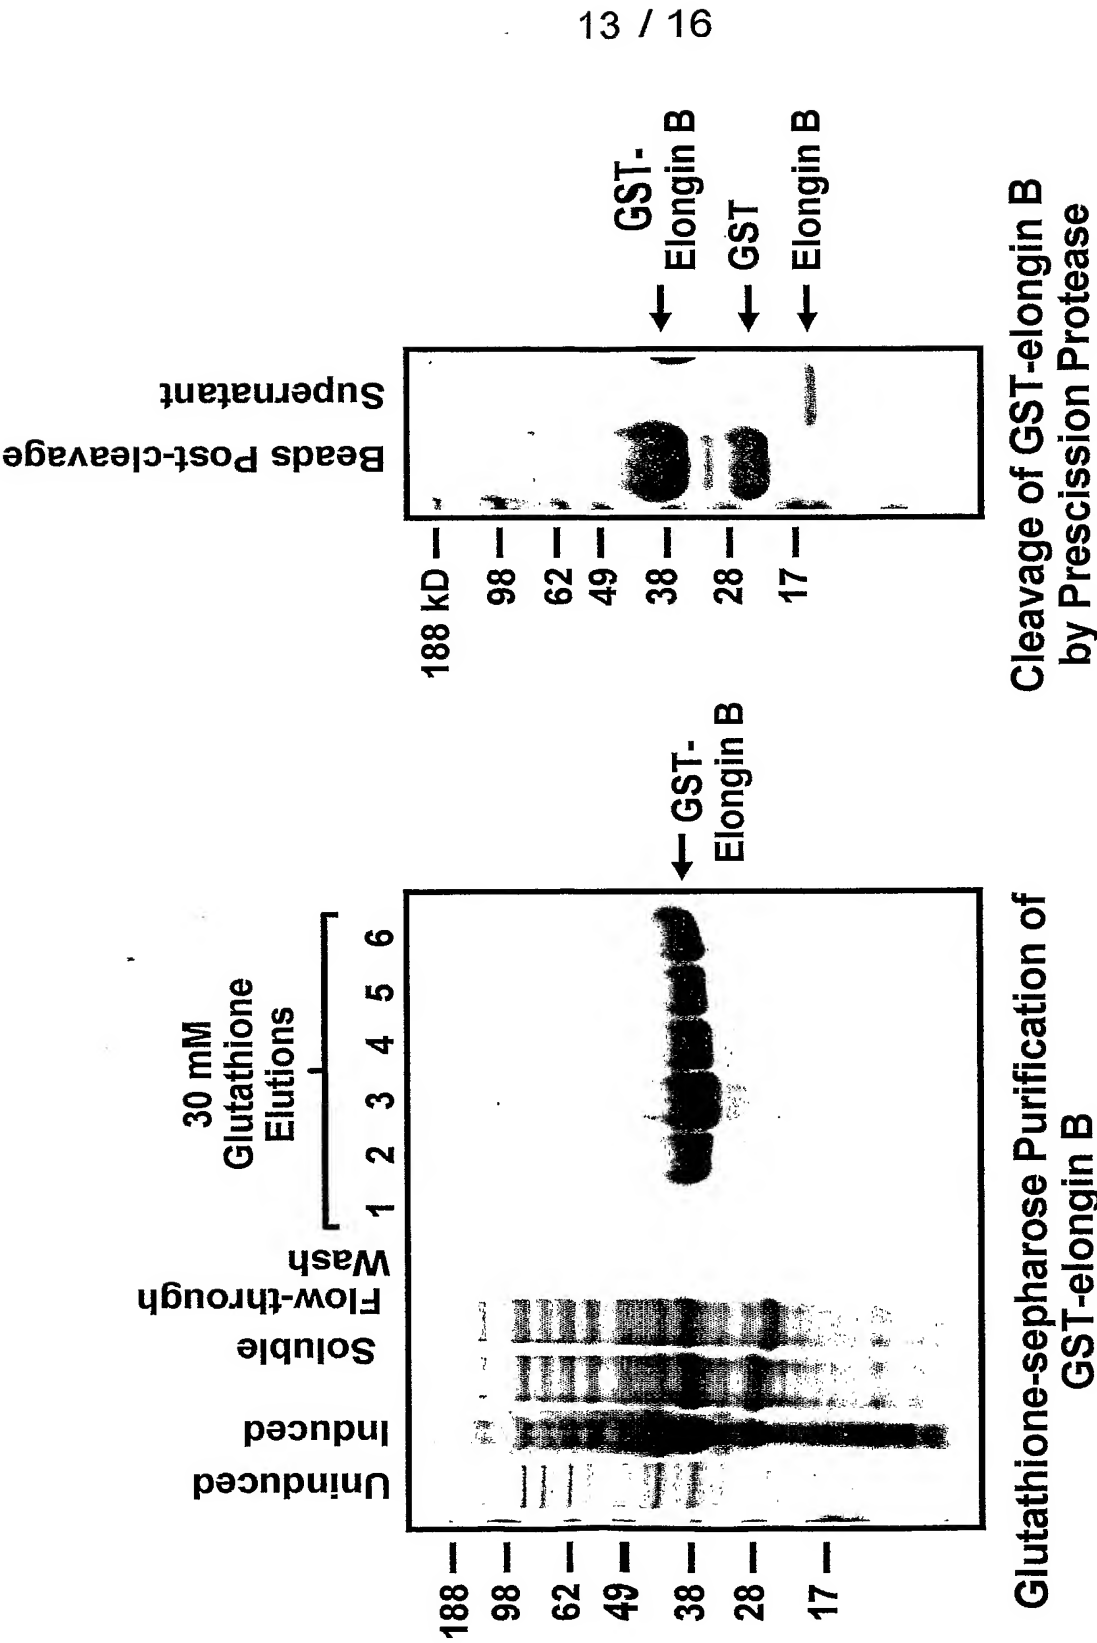 13 / 16
30 mM
Glutathione
Elutions
Uninduced
Induced
Soluble
Flow-through
Wash
1 2 3 4 5 6
188
98
62
49
38
28
17
GST-
Elongin B
Glutathione-sepharose Purification of
GST-elongin B
Beads Post-cleavage
Supernatant
188 kD
98
62
49
38
28
17
GST-
Elongin B
GST
Elongin B
Cleavage of GST-elongin B
by Prescission Protease